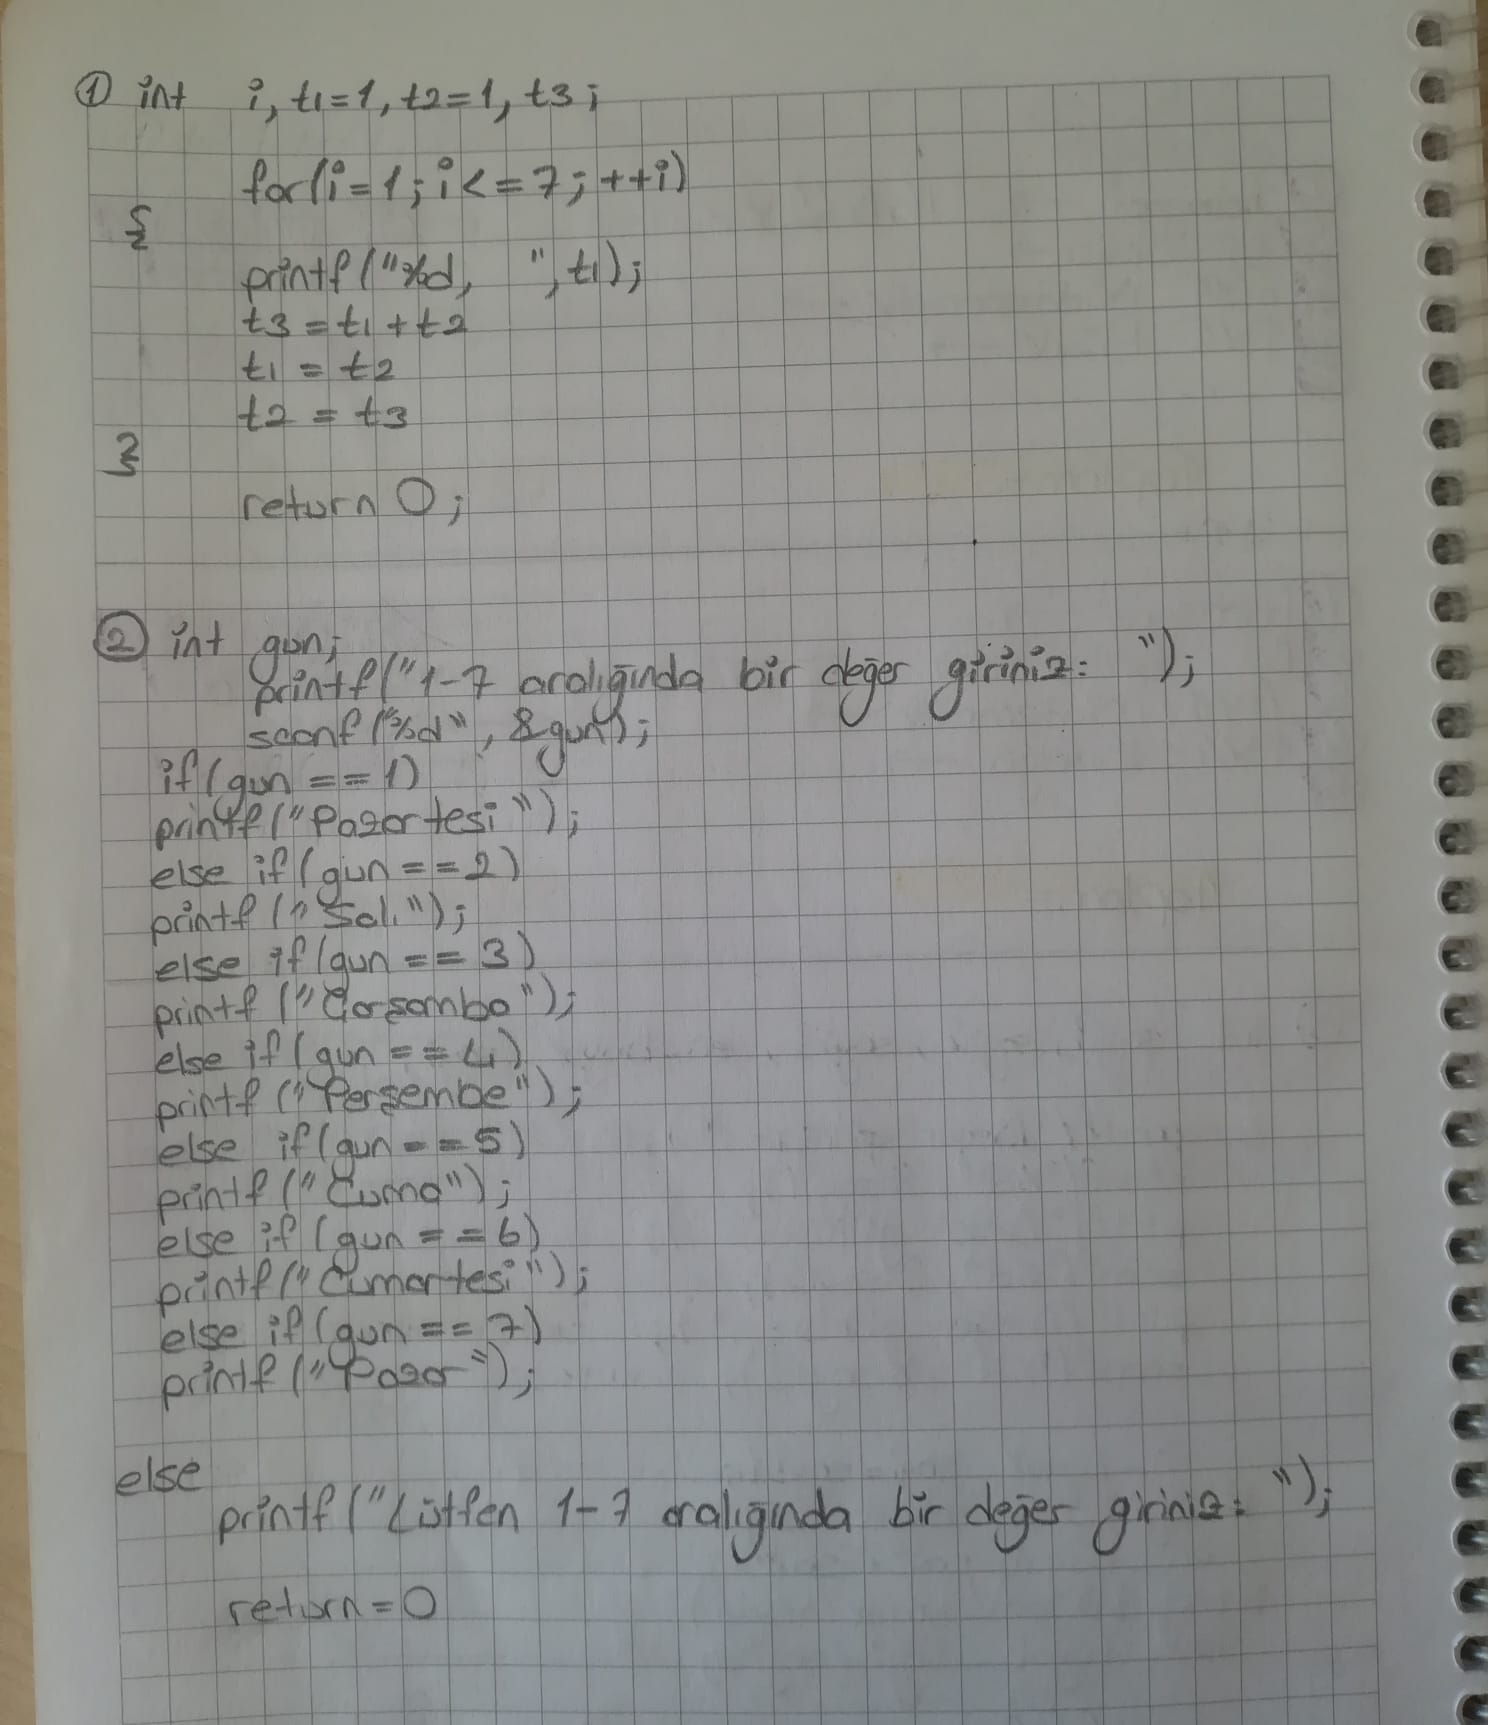 ① int i, t1=1, t2=1, t3;
for(i=1; i<=7; ++i)
{
printf("%d, ", t1);
t3 = t1 + t2
t1 = t2
t2 = t3
}
return 0;
② int gun;
printf("1-7 aralığında bir değer giriniz: ");
scanf("%d", &gun);
if(gun == 1)
printf("Pazartesi");
else if(gun == 2)
printf("Salı");
else if(gun == 3)
printf("Çarşamba");
else if(gun == 4)
printf("Perşembe");
else if(gun == 5)
printf("Cuma");
else if(gun == 6)
printf("Cumartesi");
else if(gun == 7)
printf("Pazar");
else
printf("Lütfen 1-7 aralığında bir değer giriniz: ");
return = 0